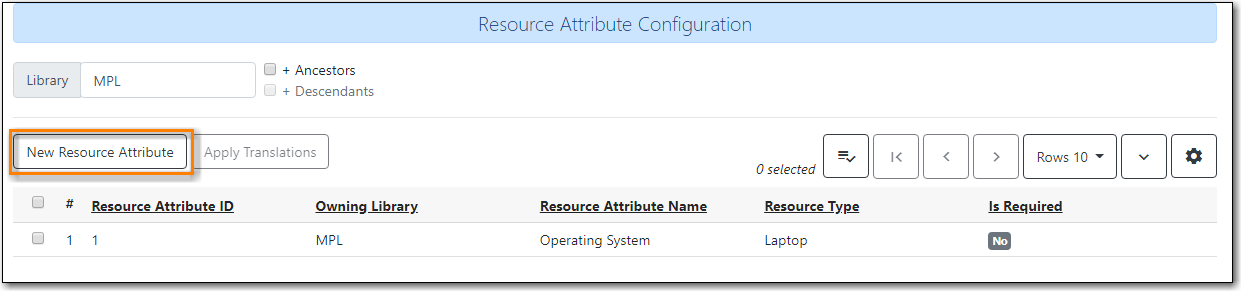 Resource Attribute Configuration
Library MPL + Ancestors
+ Descendants
New Resource Attribute Apply Translations 0 selected Rows 10
# Resource Attribute ID Owning Library Resource Attribute Name Resource Type Is Required
1 1 MPL Operating System Laptop No